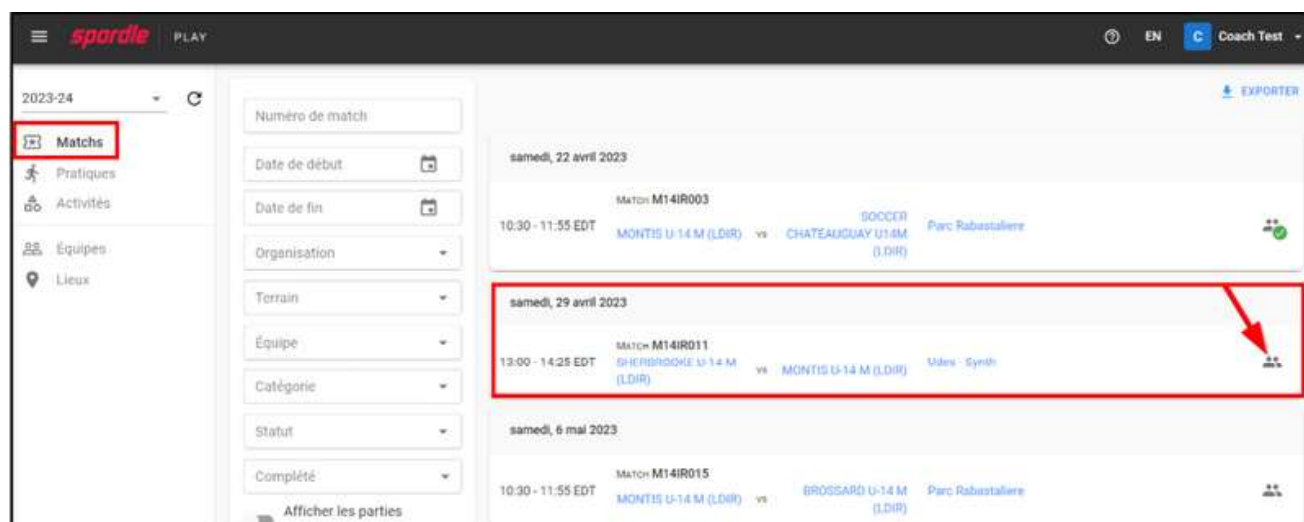 spordle PLAY
EN C Coach Test
2023-24
Matchs
Pratiques
Activités
Équipes
Lieux
Numéro de match
Date de début
Date de fin
Organisation
Terrain
Équipe
Catégorie
Statut
Complété
Afficher les parties
EXPORTER
samedi, 22 avril 2023
MATCH M14IR003
10:30 - 11:55 EDT MONTIS U-14 M (LDIR) vs SOCCER CHATEAUGUAY U14M (LDIR) Parc Rabastaliere
samedi, 29 avril 2023
MATCH M14IR011
13:00 - 14:25 EDT SHERBROOKE U-14 M (LDIR) vs MONTIS U-14 M (LDIR) Udes - Synth
samedi, 6 mai 2023
MATCH M14IR015
10:30 - 11:55 EDT MONTIS U-14 M (LDIR) vs BROSSARD U-14 M (LDIR) Parc Rabastaliere